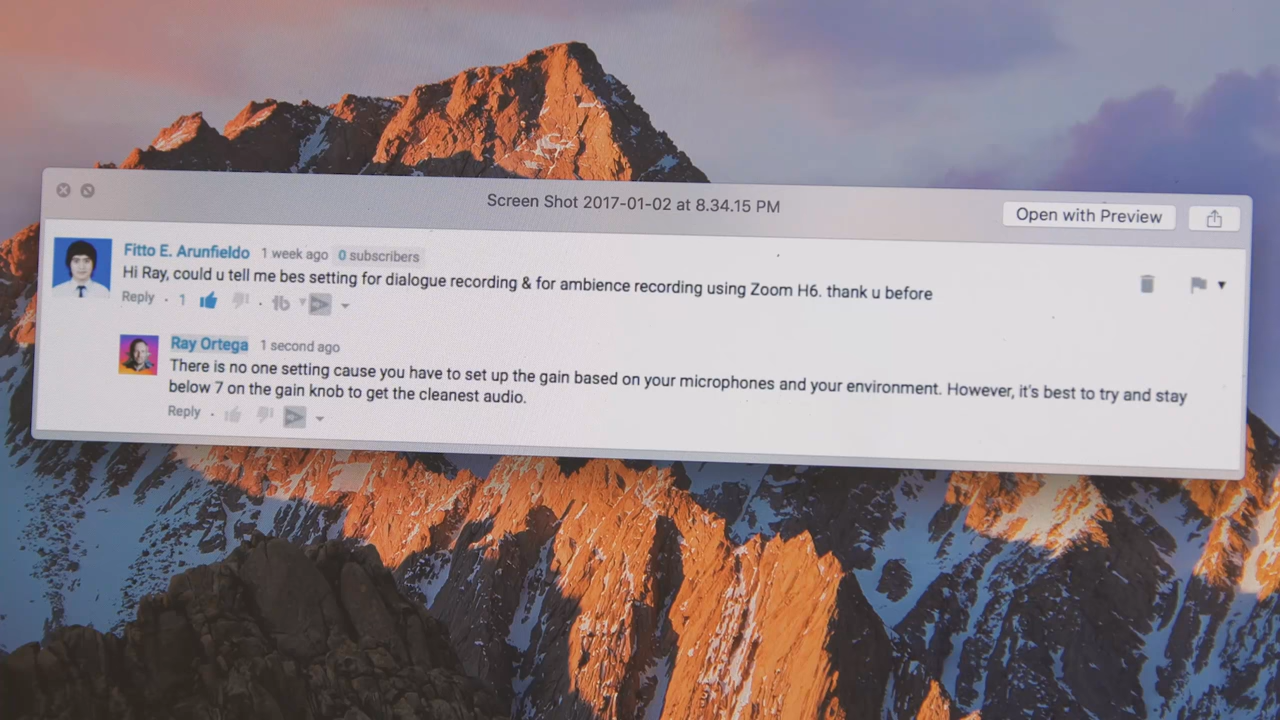 Screen Shot 2017-01-02 at 8.34.15 PM
Open with Preview
Fitto E. Arunfieldo 1 week ago 0 subscribers
Hi Ray, could u tell me bes setting for dialogue recording & for ambience recording using Zoom H6. thank u before
Reply · 1 · tb
Ray Ortega 1 second ago
There is no one setting cause you have to set up the gain based on your microphones and your environment. However, it's best to try and stay
below 7 on the gain knob to get the cleanest audio.
Reply ·